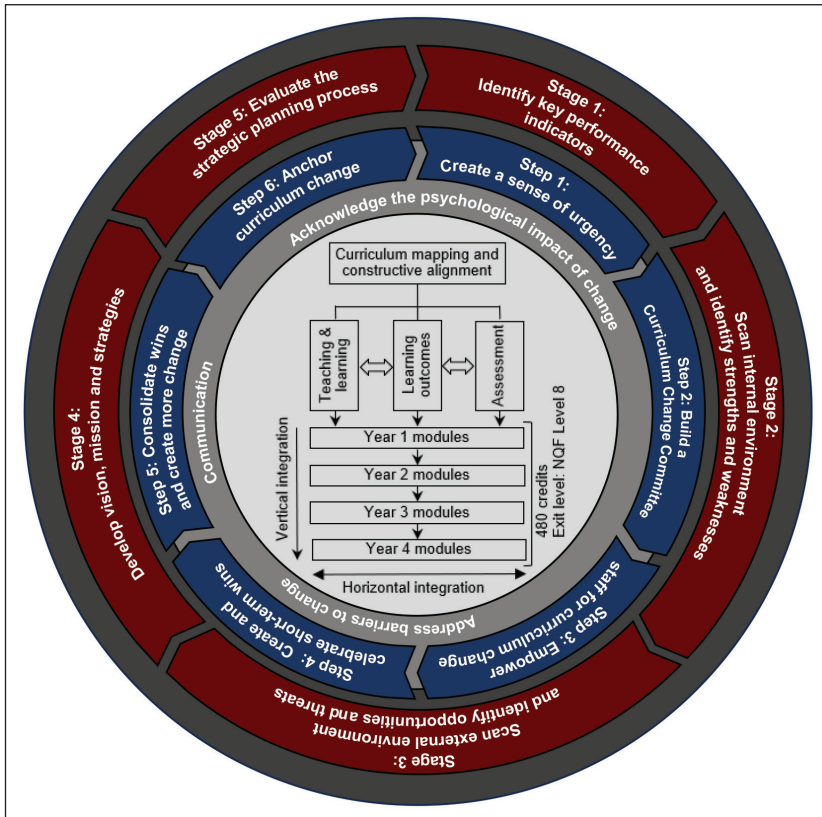 Stage 1:
Identify key performance
indicators
Stage 2:
Scan internal environment
and identify strengths and weaknesses
Stage 3:
Scan external environment
and identify opportunities and threats
Stage 4:
Develop vision, mission and strategies
Stage 5: Evaluate the
strategic planning process
Step 1:
Create a sense of urgency
Step 2: Build a
Curriculum Change Committee
Step 3: Empower
staff for curriculum change
Step 4: Create and
celebrate short-term wins
Step 5: Consolidate wins
and create more change
Step 6: Anchor
curriculum change
Acknowledge the psychological impact of change
Address barriers to change
Communication
Curriculum mapping and
constructive alignment
Teaching &
learning
Learning
outcomes
Assessment
Year 1 modules
Year 2 modules
Year 3 modules
Year 4 modules
Vertical integration
Horizontal integration
480 credits
Exit level: NQF Level 8